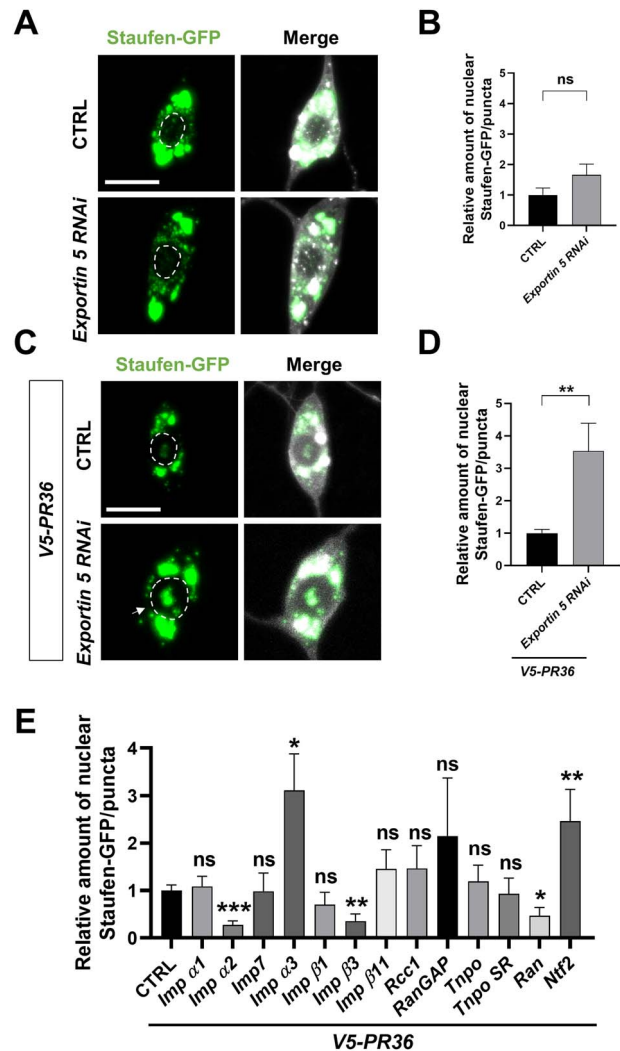 A
Staufen-GFP Merge
CTRL
Exportin 5 RNAi
B
Relative amount of nuclear
Staufen-GFP/puncta
5
4
3
2
1
0
ns
CTRL
Exportin 5 RNAi
C
Staufen-GFP Merge
V5-PR36
CTRL
Exportin 5 RNAi
D
Relative amount of nuclear
Staufen-GFP/puncta
5
4
3
2
1
0
**
CTRL
Exportin 5 RNAi
V5-PR36
E
Relative amount of nuclear
Staufen-GFP/puncta
4
3
2
1
0
ns
***
ns
*
ns
**
ns
ns
ns
ns
ns
*
**
CTRL
Imp α1
Imp α2
Imp7
Imp α3
Imp β1
Imp β3
Imp β11
Rcc1
RanGAP
Tnpo
Tnpo SR
Ran
Ntf2
V5-PR36